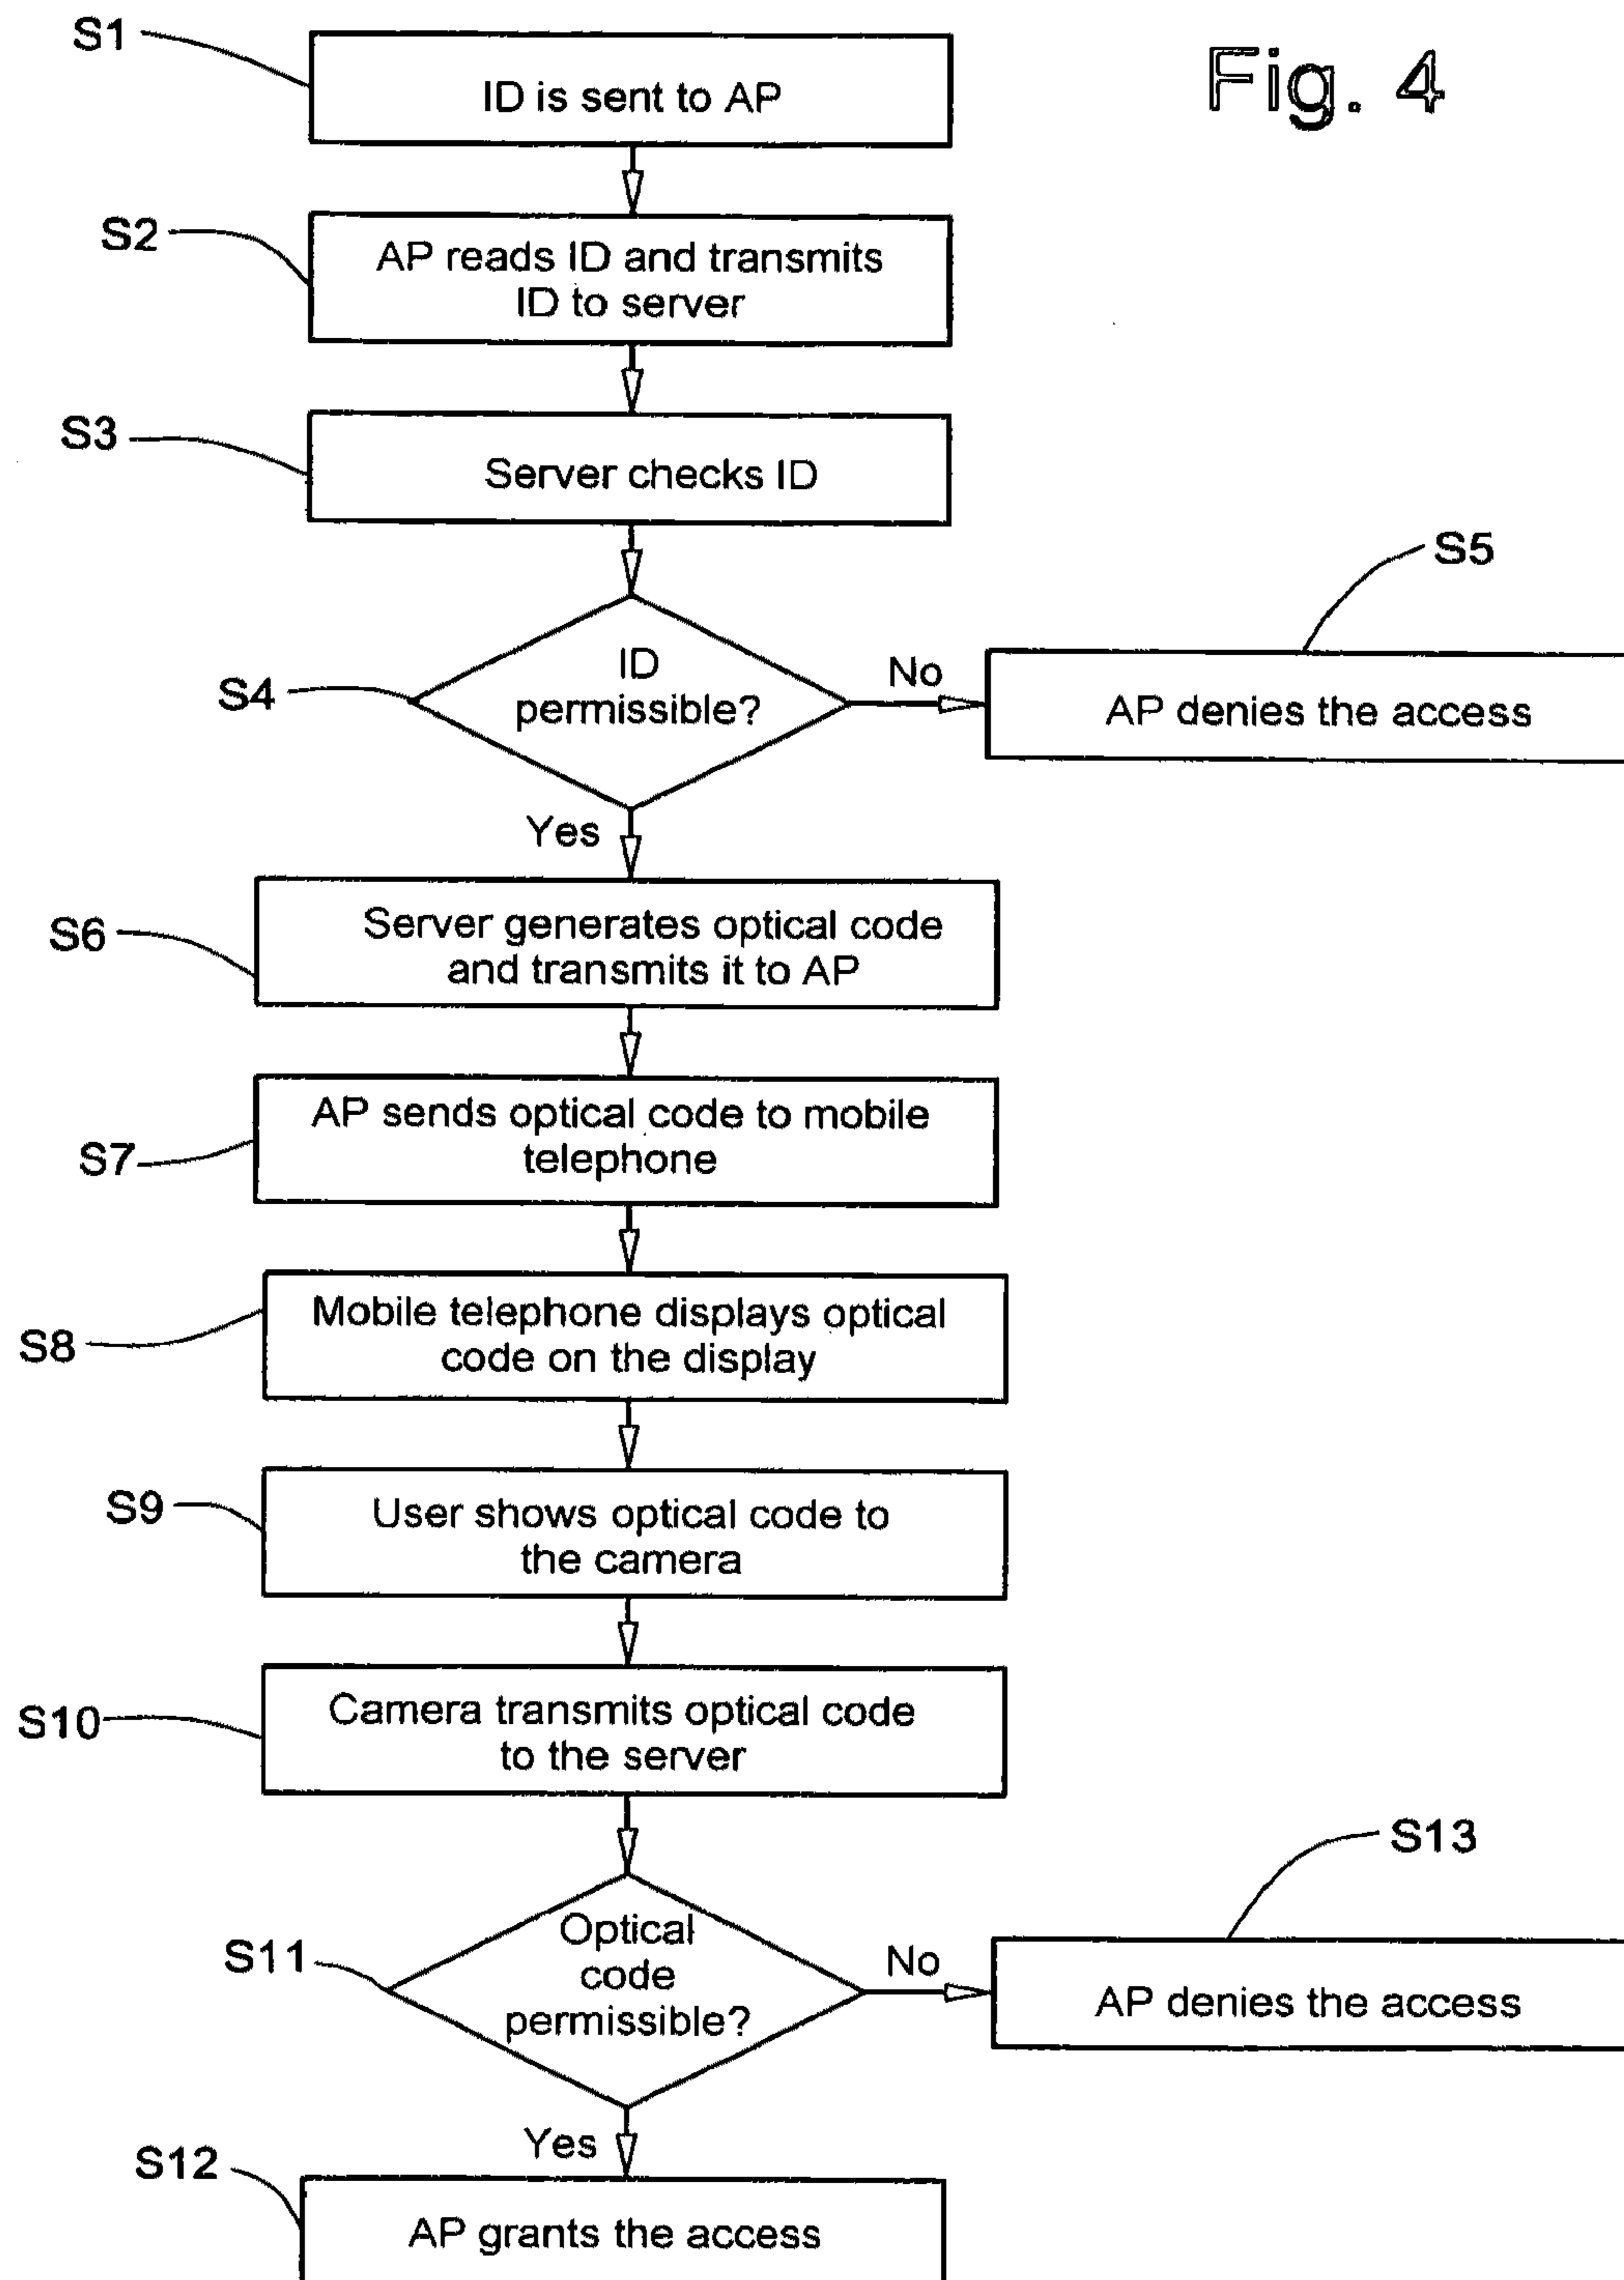 Fig. 4
S1
ID is sent to AP
S2
AP reads ID and transmits
ID to server
S3
Server checks ID
S4
ID
permissible?
No
S5
AP denies the access
Yes
S6
Server generates optical code
and transmits it to AP
S7
AP sends optical code to mobile
telephone
S8
Mobile telephone displays optical
code on the display
S9
User shows optical code to
the camera
S10
Camera transmits optical code
to the server
S11
Optical
code
permissible?
No
S13
AP denies the access
Yes
S12
AP grants the access